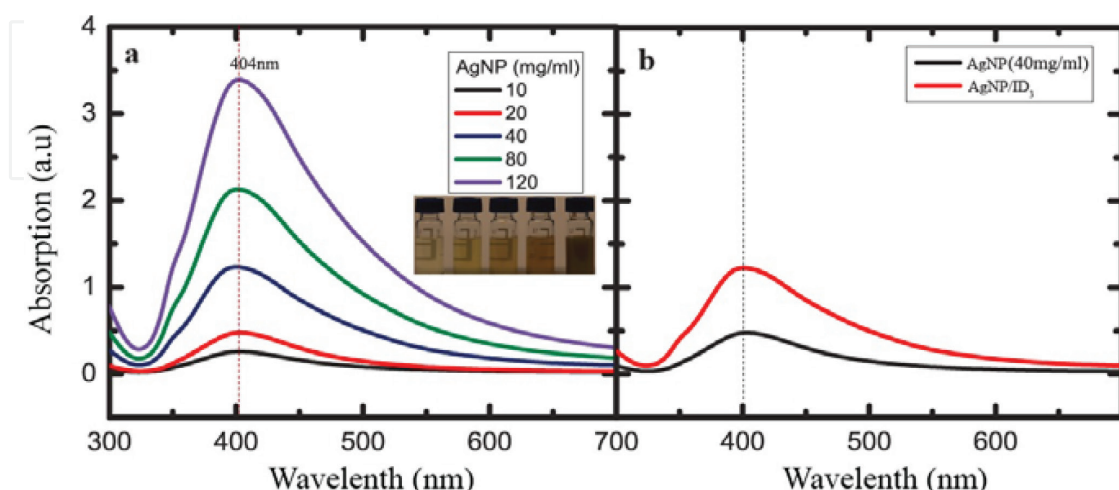 a
404nm
AgNP (mg/ml)
10
20
40
80
120
Absorption (a.u)
4
3
2
1
0
300 400 500 600 700
Wavelenth (nm)
b
AgNP(40mg/ml)
AgNP/ID3
400 500 600
Wavelenth (nm)